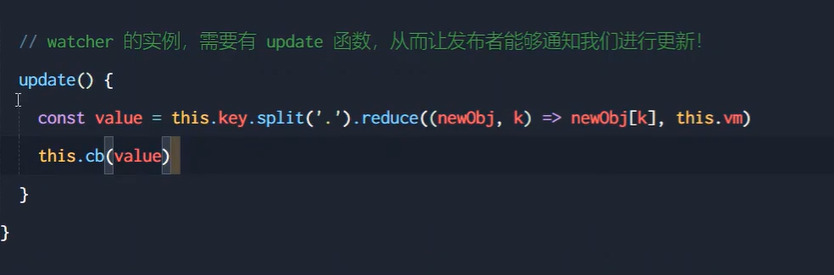 // watcher 的实例，需要有 update 函数，从而让发布者能够通知我们进行更新！
update() {
const value = this.key.split('.').reduce((newObj, k) => newObj[k], this.vm)
this.cb(value)
}
}